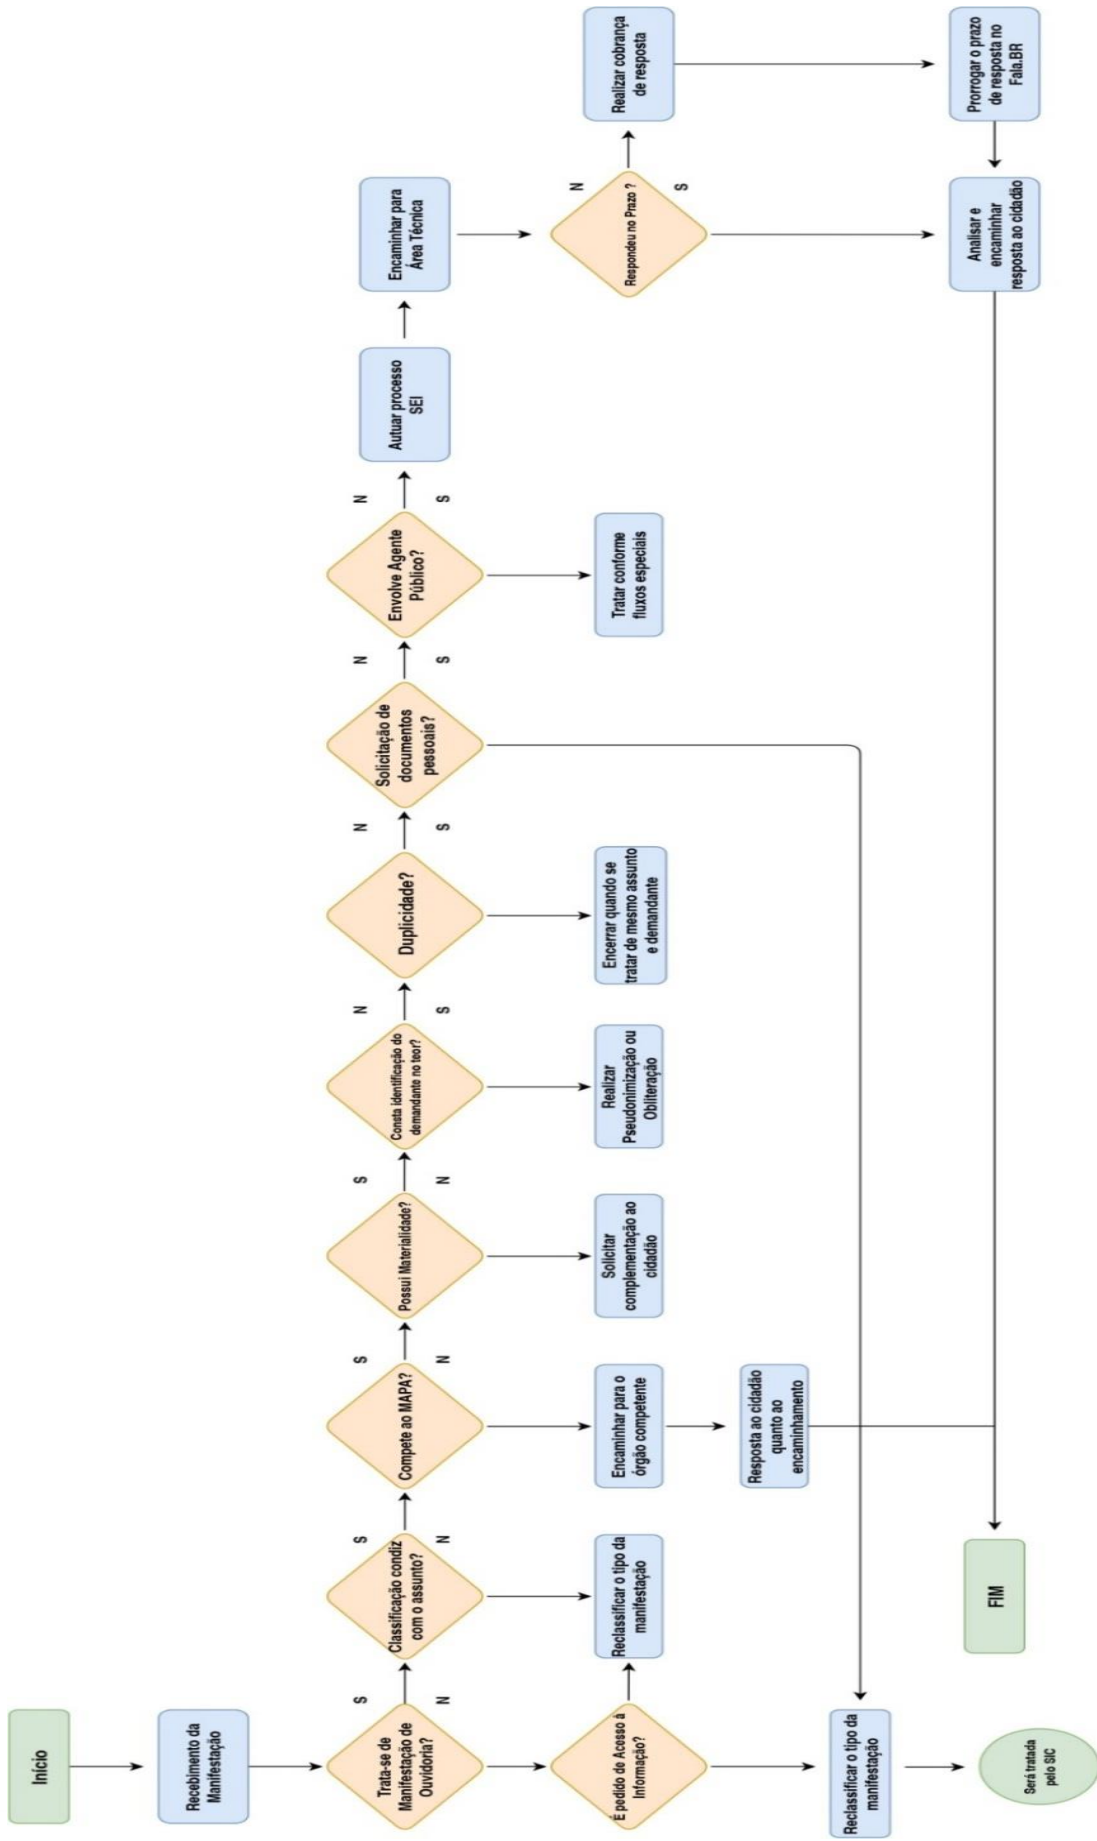 Início
Recebimento da
Manifestação
Trata-se de
Manifestação de
Ouvidoria?
S
N
Classificação condiz
com o assunto?
S
N
Compete ao MAPA?
S
N
Possui Materialidade?
S
N
Consta identificação do
demandante no teor?
N
S
Duplicidade?
N
S
Solicitação de
documentos
pessoais?
N
S
Envolve Agente
Público?
N
S
Autuar processo
SEI
Encaminhar para
Área Técnica
É pedido de Acesso à
Informação?
Reclassificar o tipo da
manifestação
Encaminhar para o
órgão competente
Resposta ao cidadão
quanto ao
encaminhamento
Solicitar
complementação ao
cidadão
Realizar
Pseudonimização ou
Obliteração
Encerrar quando se
tratar de mesmo assunto
e demandante
Tratar conforme
fluxos especiais
Respondeu no Prazo ?
N
S
Realizar cobrança
de resposta
Reclassificar o tipo da
manifestação
Será tratada
pelo SIC
FIM
Analisar e
encaminhar
resposta ao cidadão
Prorrogar o prazo
de resposta no
Fala.BR